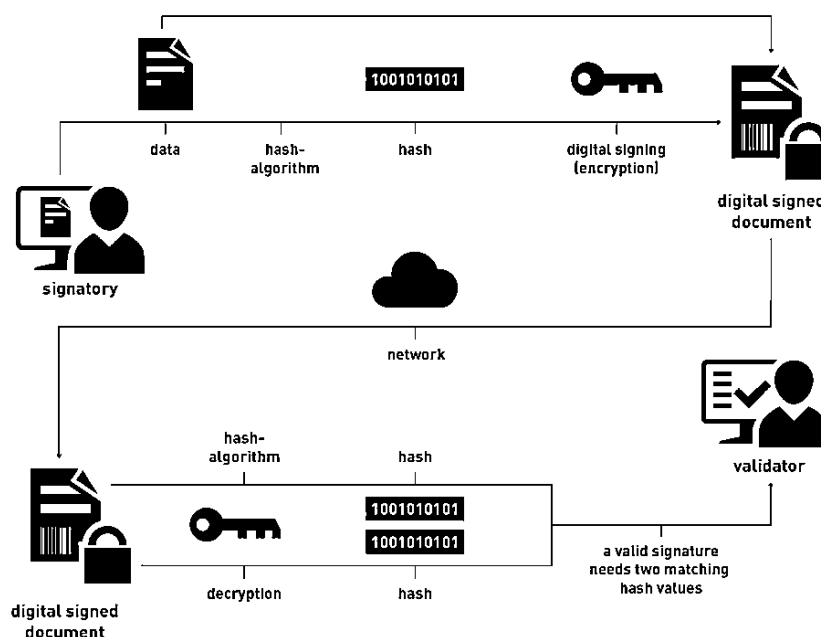 1001010101
data
hash-
algorithm
hash
digital signing
(encryption)
digital signed
document
signatory
network
validator
hash-
algorithm
hash
1001010101
1001010101
decryption
hash
a valid signature
needs two matching
hash values
digital signed
document